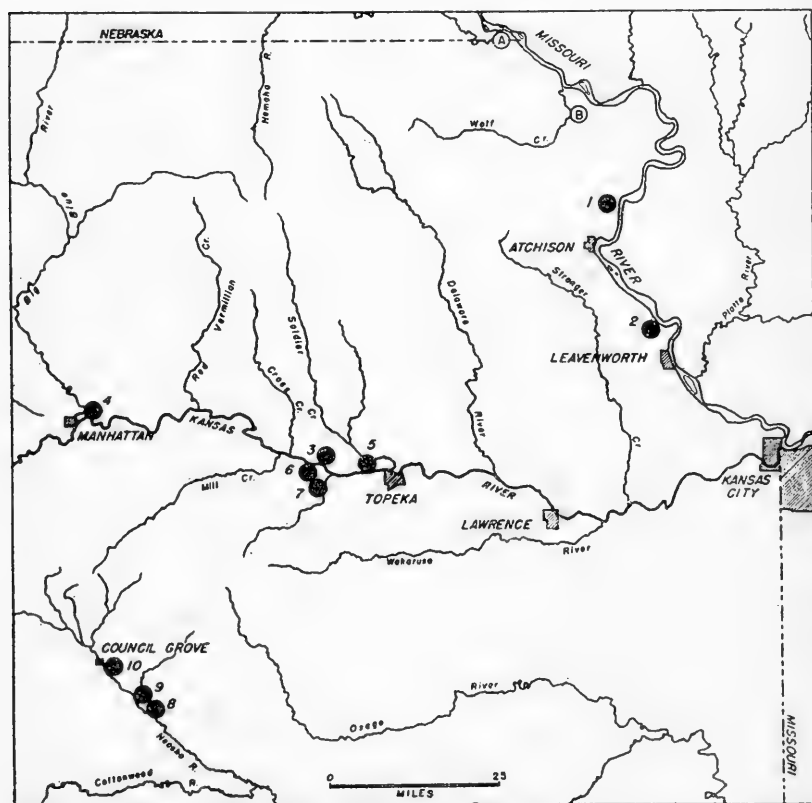 NEBRASKA
MISSOURI
A
Nemaha R.
River
B
Wolf
Cr.
Blue
1
ATCHISON
RIVER
Cr.
Stranger
Platte River
Vermillion
Delaware
Big
Soldier
2
LEAVENWORTH
Red
Cross
Cr.
Cr.
4
MANHATTAN
KANSAS
3
5
River
Cr.
KANSAS
CITY
6
Mill Cr.
7
TOPEKA
RIVER
LAWRENCE
Wakarusa River
COUNCIL GROVE
10
9
8
River
Osage
Neosho R.
MISSOURI
Cottonwood R.
0 25
MILES